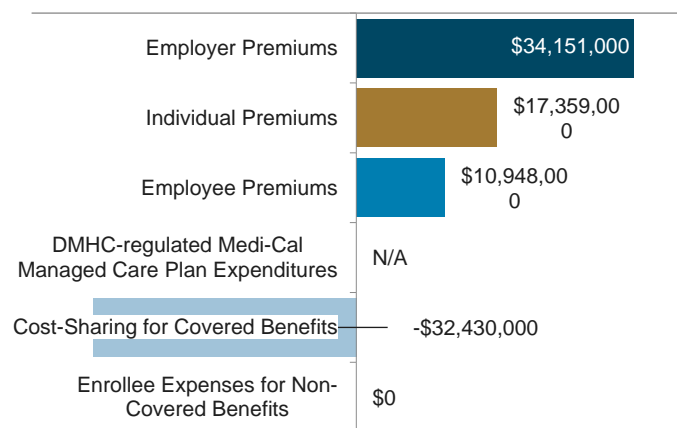 Employer Premiums
$34,151,000
Individual Premiums
$17,359,00
0
Employee Premiums
$10,948,00
0
DMHC-regulated Medi-Cal
Managed Care Plan Expenditures
N/A
Cost-Sharing for Covered Benefits
-$32,430,000
Enrollee Expenses for Non-
Covered Benefits
$0